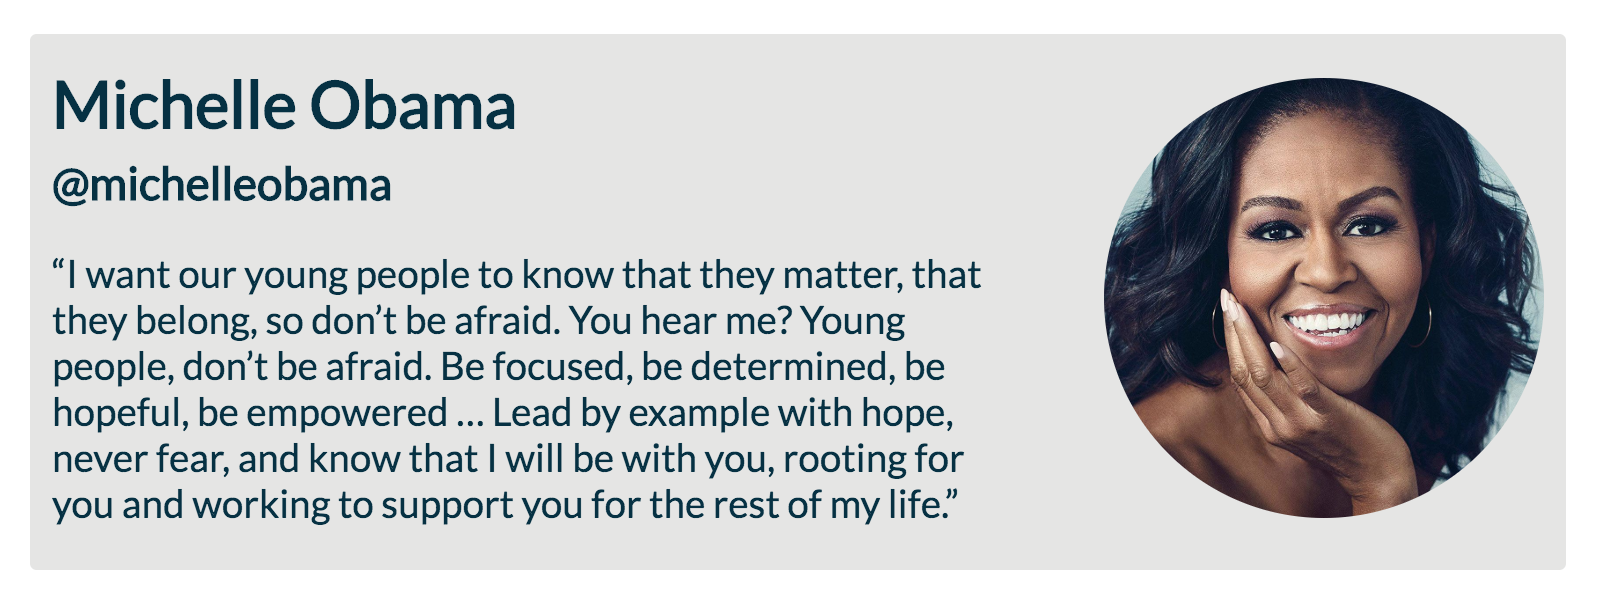 Michelle Obama
@michelleobama
“I want our young people to know that they matter, that
they belong, so don’t be afraid. You hear me? Young
people, don’t be afraid. Be focused, be determined, be
hopeful, be empowered ... Lead by example with hope,
never fear, and know that I will be with you, rooting for
you and working to support you for the rest of my life.”